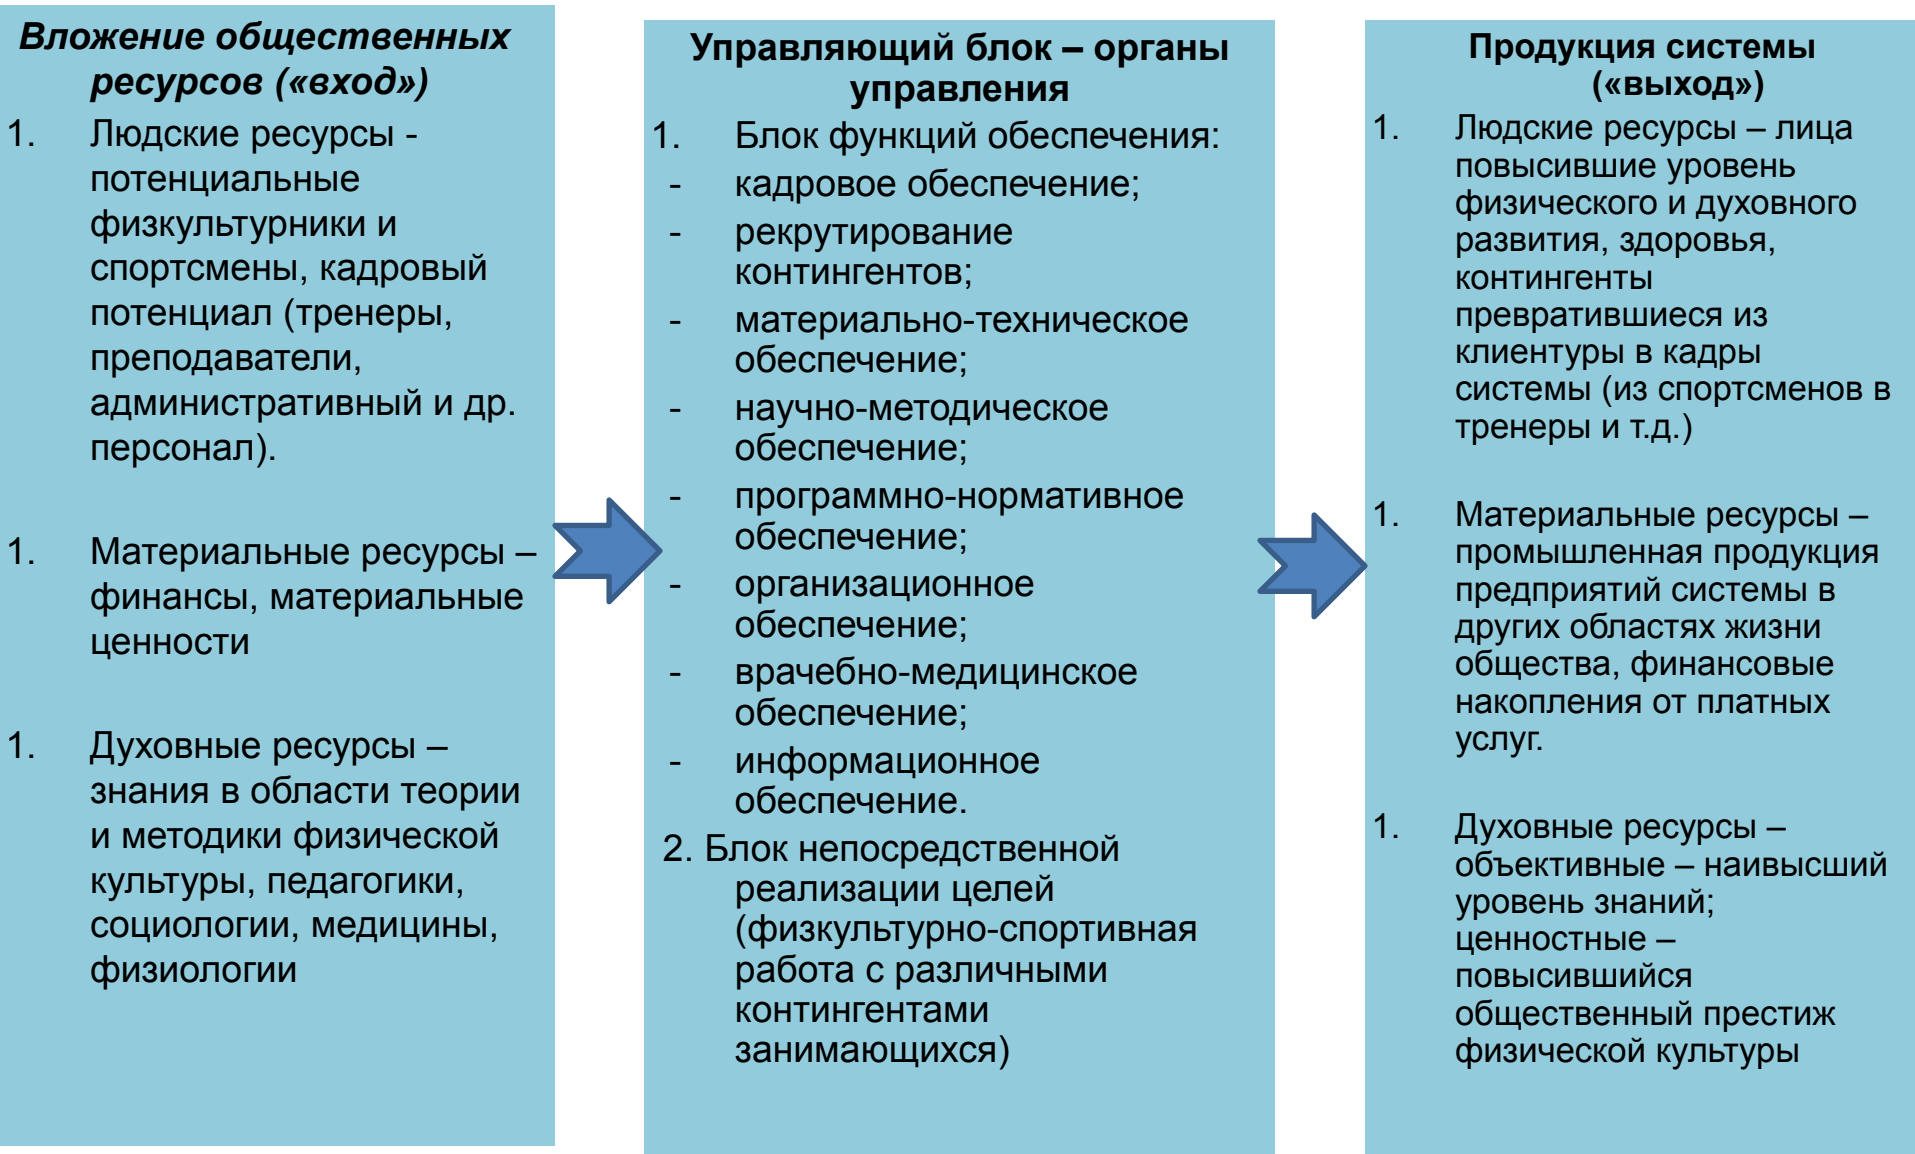 Вложение общественных
ресурсов («вход»)
1. Людские ресурсы -
потенциальные
физкультурники и
спортсмены, кадровый
потенциал (тренеры,
преподаватели,
административный и др.
персонал).
1. Материальные ресурсы –
финансы, материальные
ценности
1. Духовные ресурсы –
знания в области теории
и методики физической
культуры, педагогики,
социологии, медицины,
физиологии
Управляющий блок – органы
управления
1. Блок функций обеспечения:
- кадровое обеспечение;
- рекрутирование
контингентов;
- материально-техническое
обеспечение;
- научно-методическое
обеспечение;
- программно-нормативное
обеспечение;
- организационное
обеспечение;
- врачебно-медицинское
обеспечение;
- информационное
обеспечение.
2. Блок непосредственной
реализации целей
(физкультурно-спортивная
работа с различными
контингентами
занимающихся)
Продукция системы
(«выход»)
1. Людские ресурсы – лица
повысившие уровень
физического и духовного
развития, здоровья,
контингенты
превратившиеся из
клиентуры в кадры
системы (из спортсменов в
тренеры и т.д.)
1. Материальные ресурсы –
промышленная продукция
предприятий системы в
других областях жизни
общества, финансовые
накопления от платных
услуг.
1. Духовные ресурсы –
объективные – наивысший
уровень знаний;
ценностные –
повысившийся
общественный престиж
физической культуры